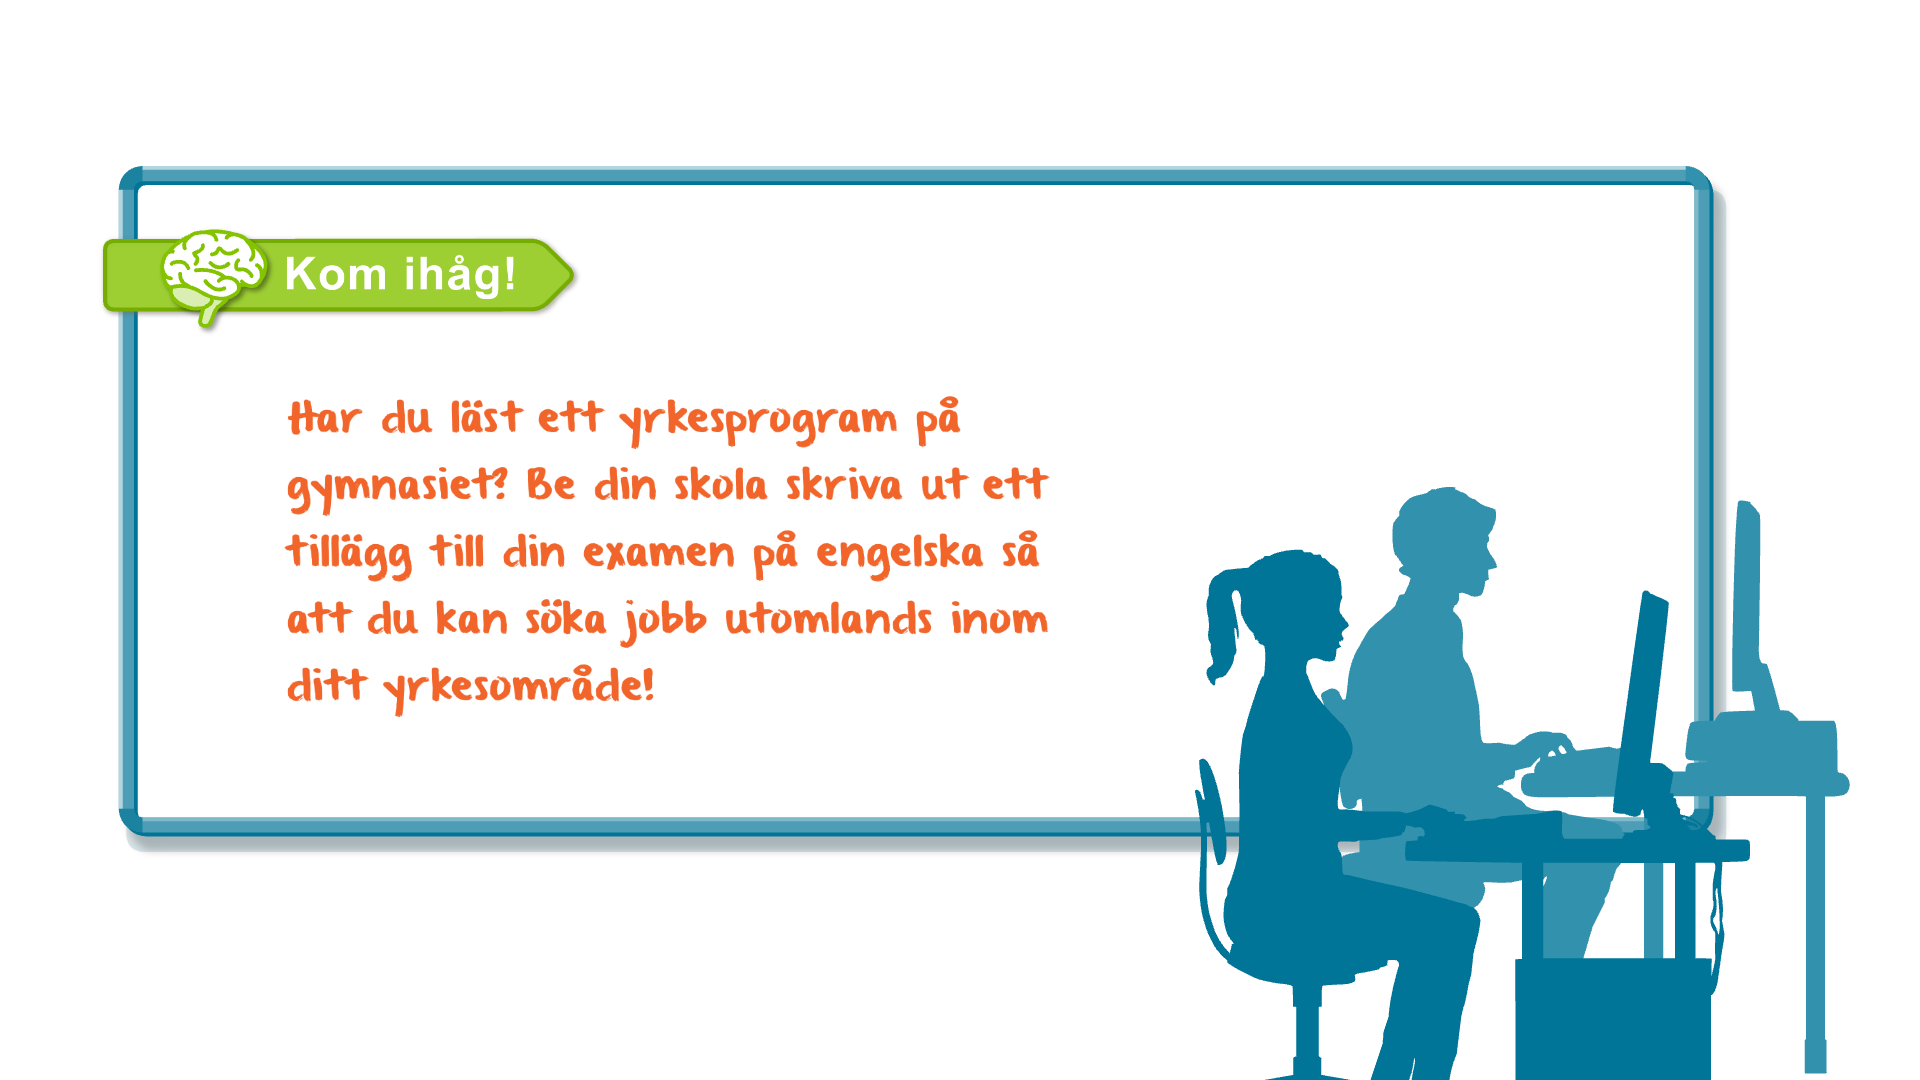 Kom ihåg!
Har du läst ett yrkesprogram på
gymnasiet? Be din skola skriva ut ett
tillägg till din examen på engelska så
att du kan söka jobb utomlands inom
ditt yrkesområde!